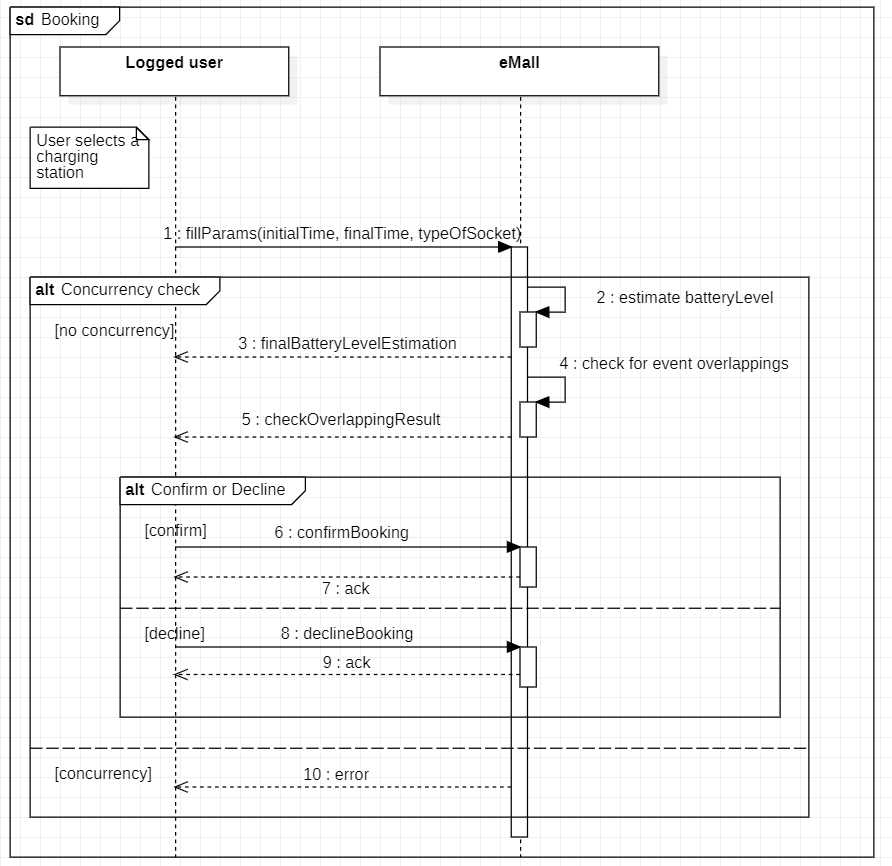 sd Booking
Logged user
eMall
User selects a
charging
station
1 : fillParams(initialTime, finalTime, typeOfSocket)
alt Concurrency check
2 : estimate batteryLevel
[no concurrency]
3 : finalBatteryLevelEstimation
4 : check for event overlappings
5 : checkOverlappingResult
alt Confirm or Decline
[confirm]
6 : confirmBooking
7 : ack
[decline]
8 : declineBooking
9 : ack
[concurrency]
10 : error